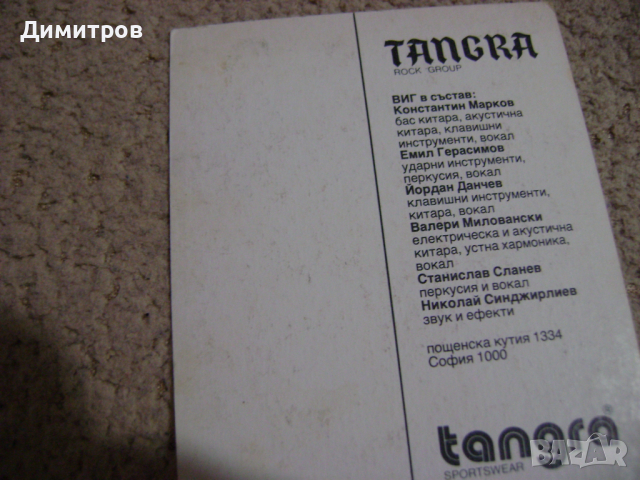 Димитров
TANGRA
ROCK GROUP
ВИГ в състав:
Константин Марков
бас китара, акустична
китара, клавишни
инструменти, вокал
Емил Герасимов
ударни инструменти,
перкусия, вокал
Йордан Данчев
клавишни инструменти,
китара, вокал
Валери Миловански
електрическа и акустична
китара, устна хармоника,
вокал
Станислав Сланев
перкусия и вокал
Николай Синджирлиев
звук и ефекти
пощенска кутия 1334
София 1000
tangra®
SPORTSWEAR
BAZAR